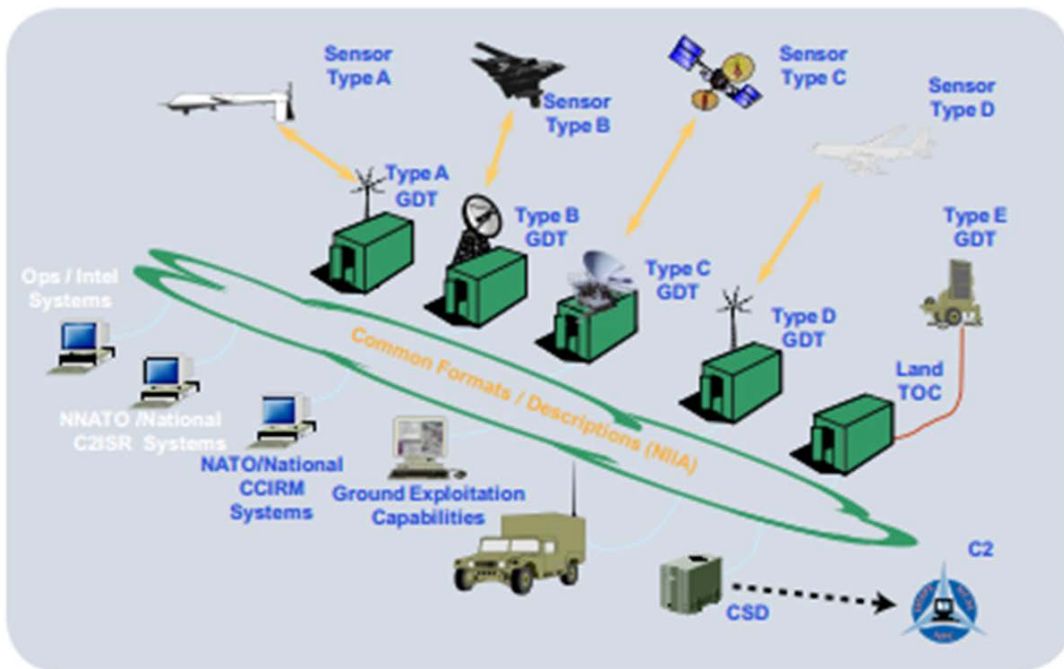 Sensor
Type A
Sensor
Type B
Sensor
Type C
Sensor
Type D
Type A
GDT
Type B
GDT
Type C
GDT
Type D
GDT
Type E
GDT
Land
TOC
Ops / Intel
Systems
NNATO /National
C2ISR Systems
NATO/National
CCIRM
Systems
Ground Exploitation
Capabilities
Common Formats / Descriptions (NIIA)
CSD
C2